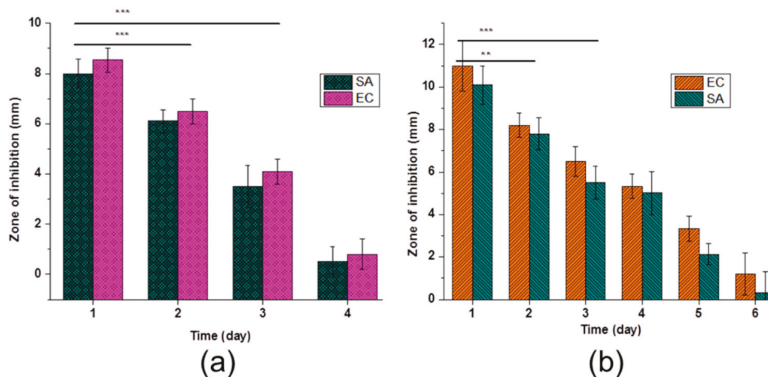 ***
***
10
8
6
4
2
0
Zone of inhibition (mm)
SA
EC
1 2 3 4
Time (day)
(a)
***
**
12
10
8
6
4
2
0
Zone of inhibition (mm)
EC
SA
1 2 3 4 5 6
Time (day)
(b)